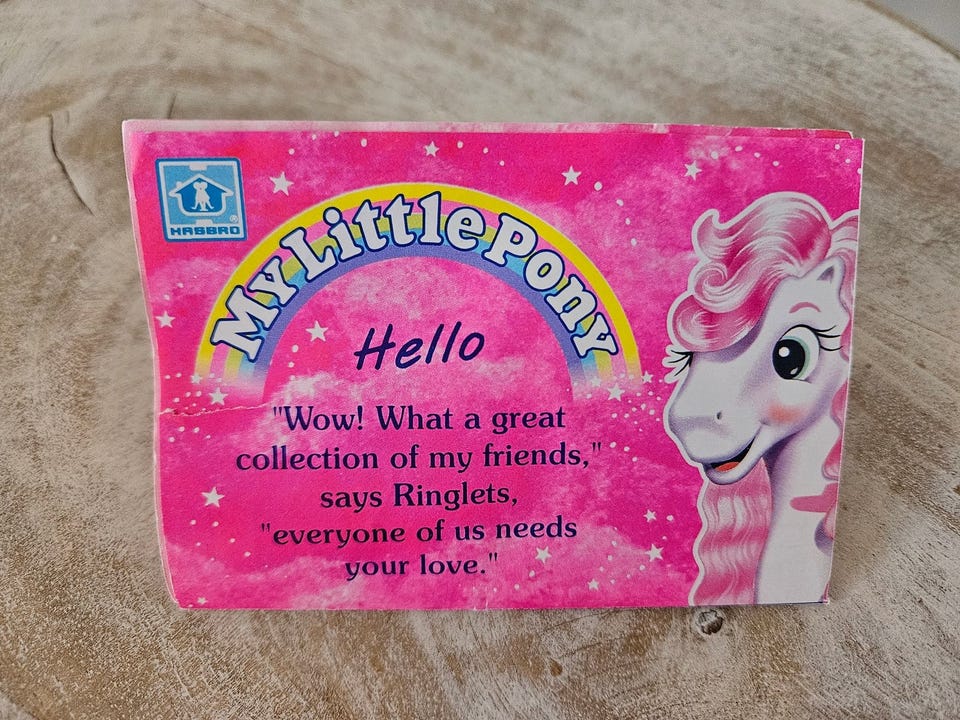 HASBRO
®
My Little Pony
Hello
"Wow! What a great
collection of my friends,"
says Ringlets,
"everyone of us needs
your love."